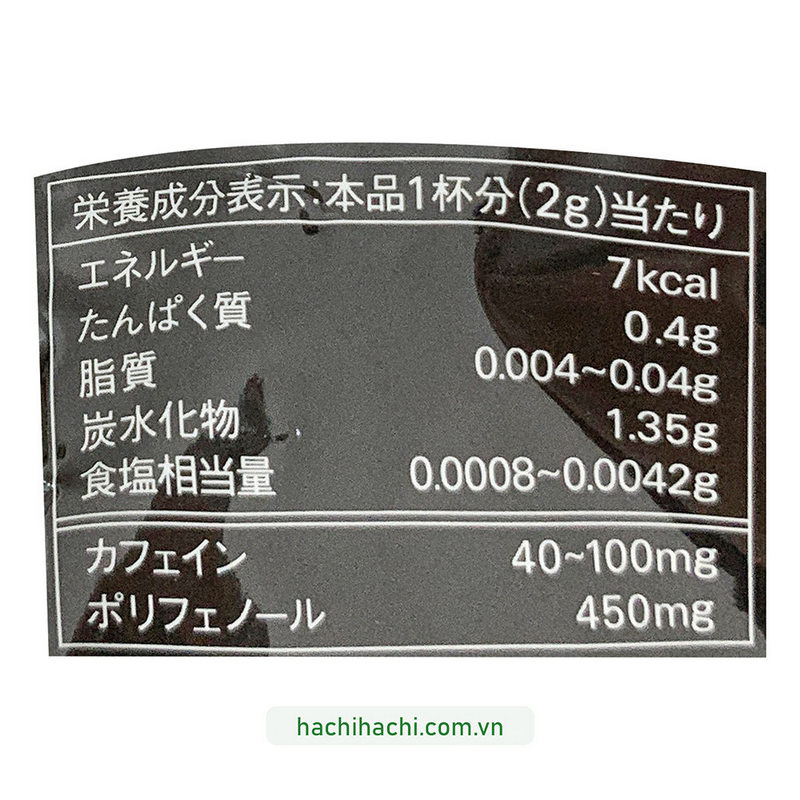 栄養成分表示:本品1杯分(2g)当たり
エネルギー 7kcal
たんぱく質 0.4g
脂質 0.004~0.04g
炭水化物 1.35g
食塩相当量 0.0008~0.0042g
カフェイン 40~100mg
ポリフェノール 450mg
hachihachi.com.vn